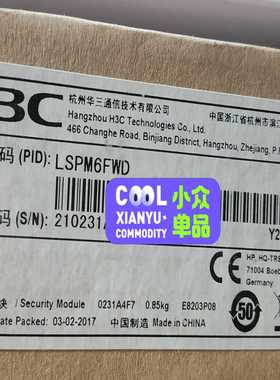 3C
杭州华三通信技术有限公司
Hangzhou H3C Technologies Co., Ltd.
466 Changhe Road, Binjiang District, Hangzhou, Zhejiang, P
中国浙江省杭州市滨江
码 (PID): LSPM6FWD
码 (S/N): 210231
COOL 小众
XIANYU. 单品
COMMODITY
Y2
HP, HQ-TRE
71004 Boeb
Germany
块 / Security Module 0231A4F7 0.85kg E8203P08
Date Packed 03-02-2017 中国制造 Made in CHINA
50